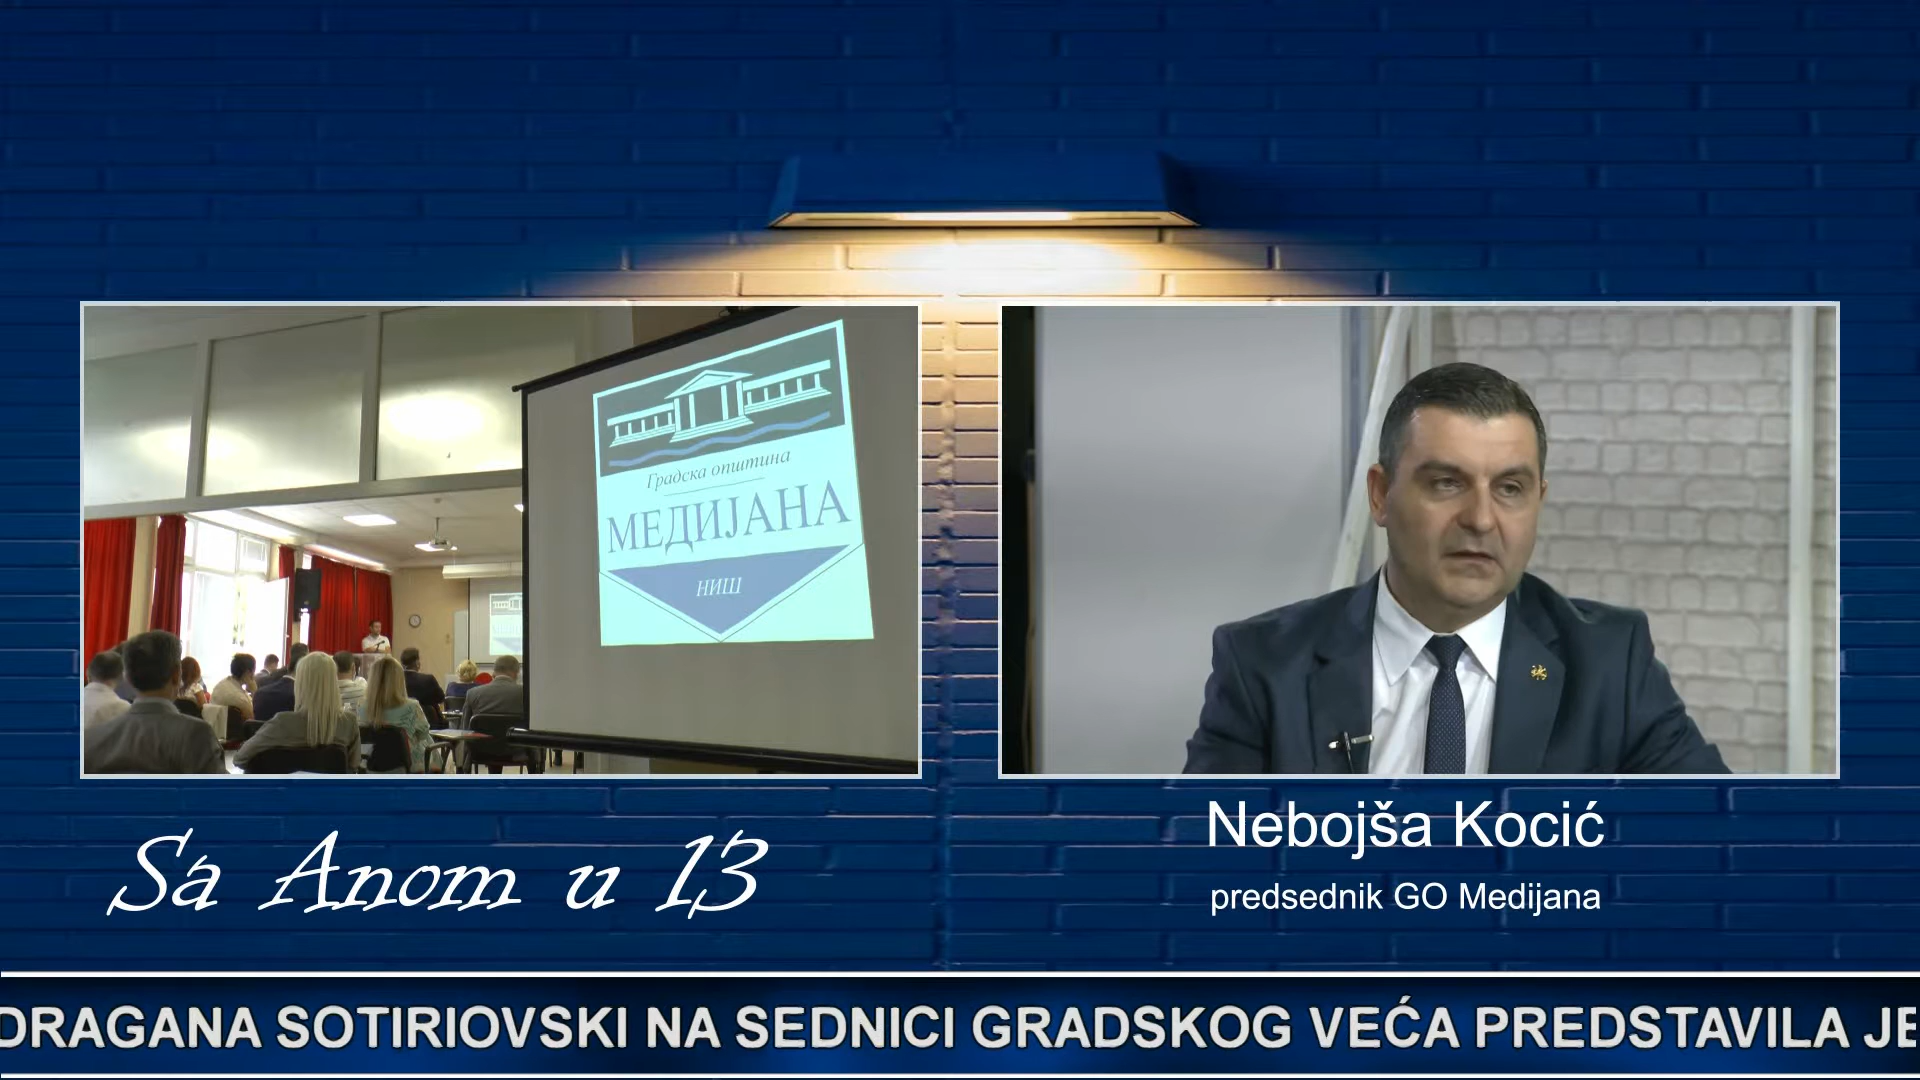 Градска општина
МЕДИЈАНА
НИШ
Sa Anom u 13
Nebojša Kocić
predsednik GO Medijana
DRAGANA SOTIRIOVSKI NA SEDNICI GRADSKOG VEĆA PREDSTAVILA JE